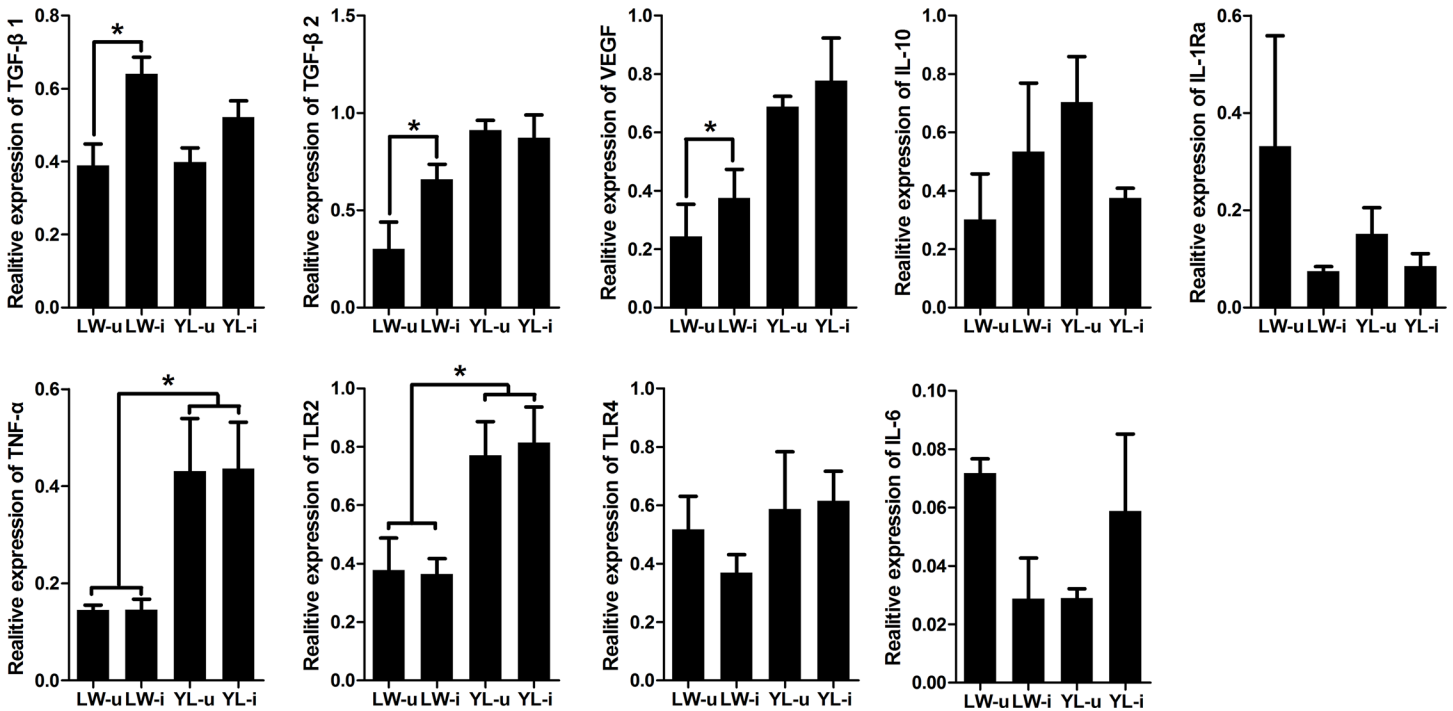 Realitive expression of TGF-β 1
0.8
0.6
0.4
0.2
0.0
*
LW-u LW-i YL-u YL-i
Realitive expression of TGF-β 2
1.5
1.0
0.5
0.0
*
LW-u LW-i YL-u YL-i
Realitive expression of VEGF
1.0
0.8
0.6
0.4
0.2
0.0
*
LW-u LW-i YL-u YL-i
Realitive expression of IL-10
1.0
0.8
0.6
0.4
0.2
0.0
LW-u LW-i YL-u YL-i
Realitive expression of IL-1Ra
0.6
0.4
0.2
0.0
LW-u LW-i YL-u YL-i
Realitive expression of TNF-α
0.6
0.4
0.2
0.0
*
LW-u LW-i YL-u YL-i
Realitive expression of TLR2
1.0
0.8
0.6
0.4
0.2
0.0
*
LW-u LW-i YL-u YL-i
Realitive expression of TLR4
1.0
0.8
0.6
0.4
0.2
0.0
LW-u LW-i YL-u YL-i
Realitive expression of IL-6
0.10
0.08
0.06
0.04
0.02
0.00
LW-u LW-i YL-u YL-i